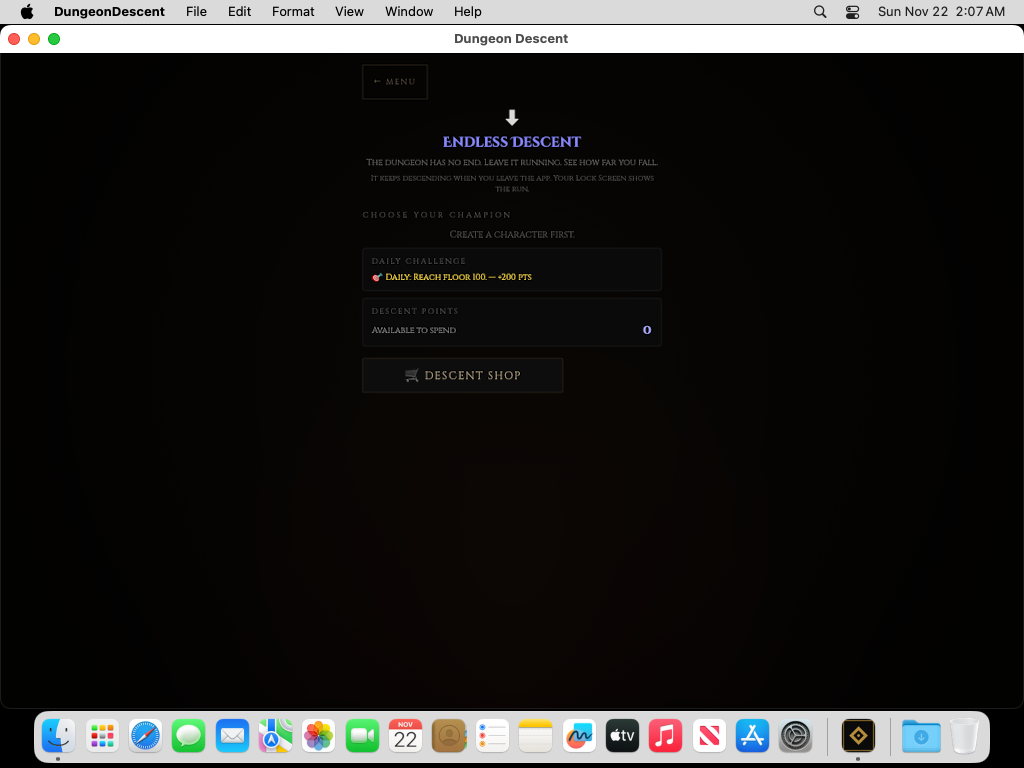 DungeonDescent File Edit Format View Window Help Sun Nov 22 2:07 AM
Dungeon Descent
← MENU
Endless Descent
The dungeon has no end. Leave it running. See how far you fall.
It keeps descending when you leave the app. Your Lock Screen shows
the run.
CHOOSE YOUR CHAMPION
Create a character first.
DAILY CHALLENGE
Daily: Reach floor 100. — +200 pts
DESCENT POINTS
Available to spend 0
DESCENT SHOP
NOV
22
tv